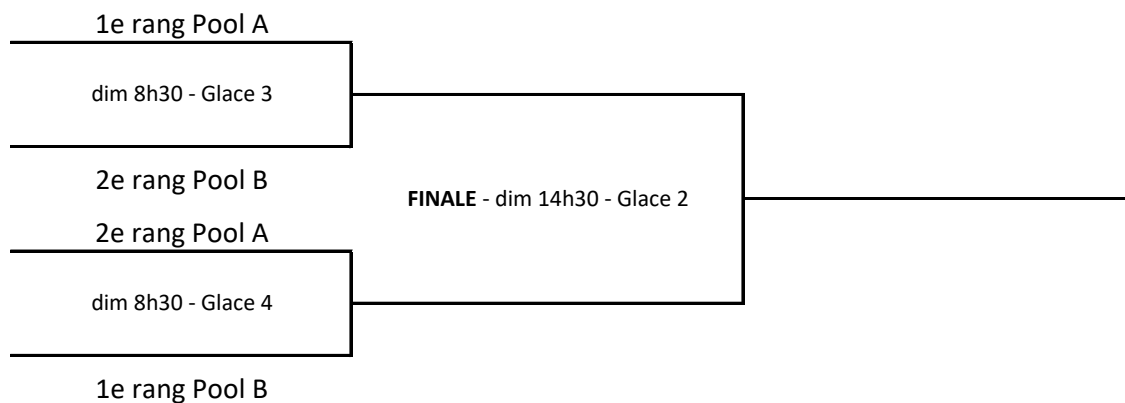 1e rang Pool A
dim 8h30 - Glace 3
2e rang Pool B
FINALE - dim 14h30 - Glace 2
2e rang Pool A
dim 8h30 - Glace 4
1e rang Pool B